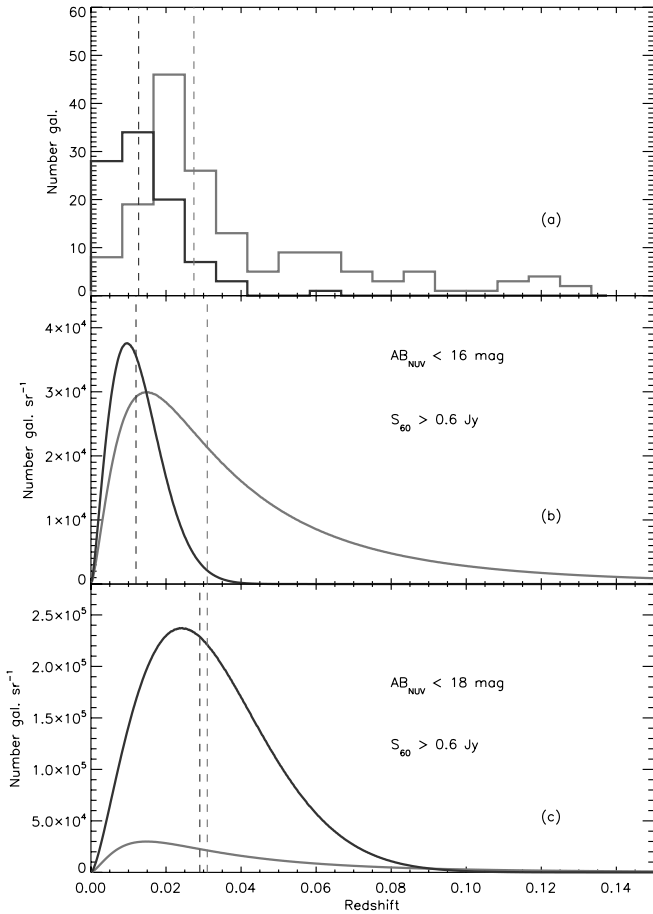 60
50
40
30
20
10
0
Number gal.
(a)
4×10⁴
3×10⁴
2×10⁴
1×10⁴
0
Number gal. sr⁻¹
AB_NUV < 16 mag
S_60 > 0.6 Jy
(b)
2.5×10⁵
2.0×10⁵
1.5×10⁵
1.0×10⁵
5.0×10⁴
0
Number gal. sr⁻¹
AB_NUV < 18 mag
S_60 > 0.6 Jy
(c)
0.00 0.02 0.04 0.06 0.08 0.10 0.12 0.14
Redshift